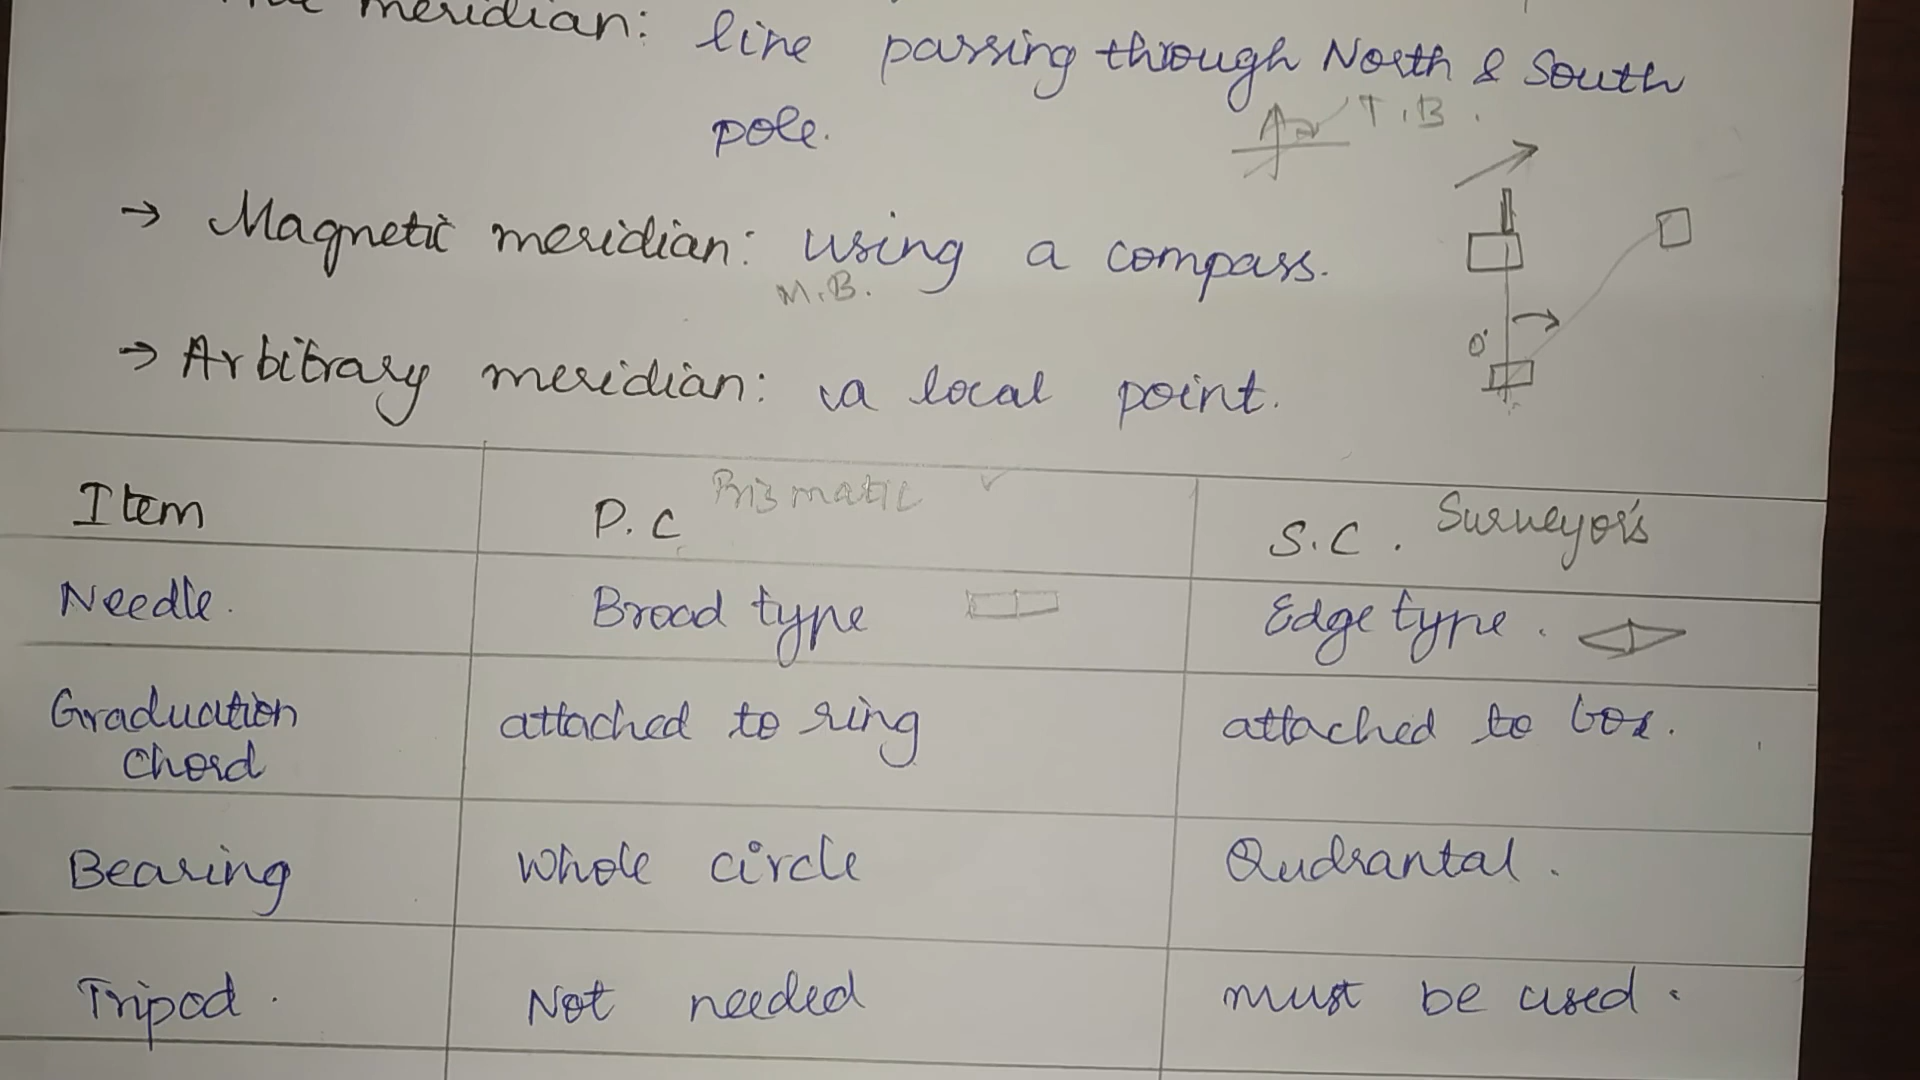 meridian: line passing through North & South
pole.
T.B.
→ Magnetic meridian: using a compass.
M.B.
→ Arbitrary meridian: a local point.
0°
Item P.C Prizmatic S.C. Surveyor's
Needle. Broad type Edge type.
Graduation attached to ring attached to box.
Chord
Bearing Whole circle Qudrantal.
Tripod. Not needed must be used.